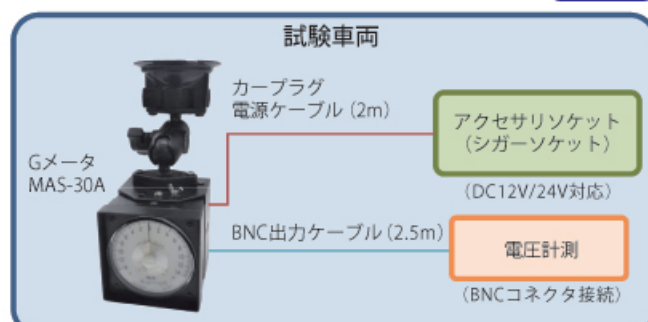 試験車両
カープラグ
電源ケーブル（2m）
アクセサリソケット
（シガーソケット）
（DC12V/24V対応）
Gメータ
MAS-30A
BNC出力ケーブル（2.5m）
電圧計測
（BNCコネクタ接続）